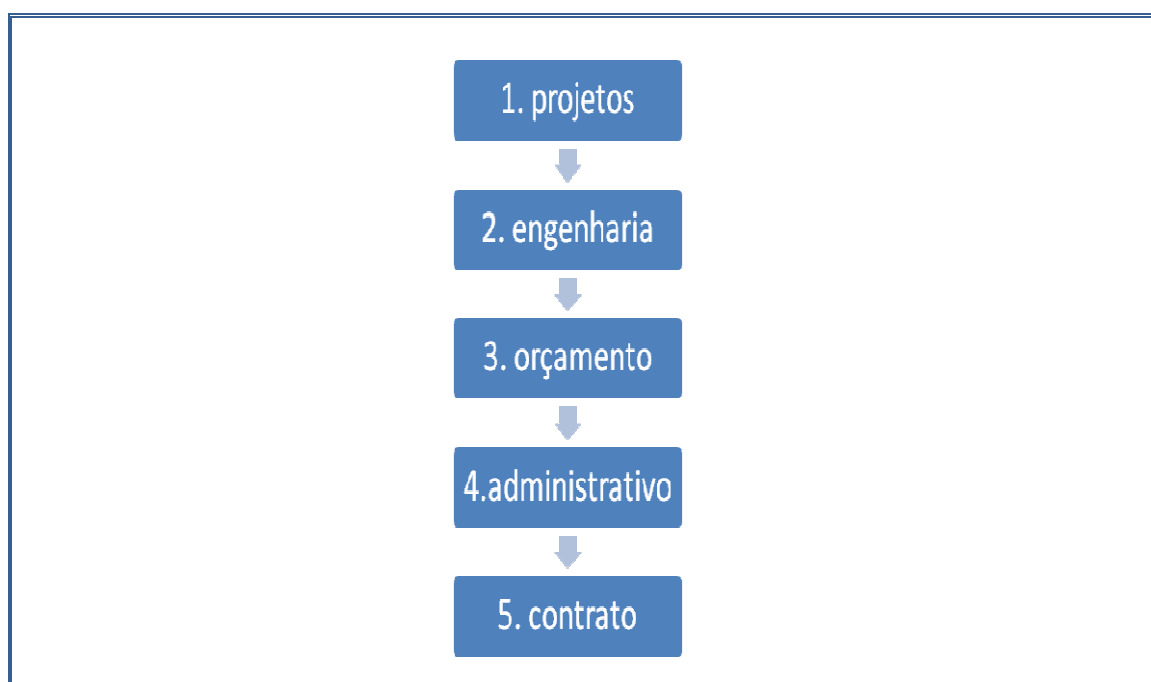 1. projetos
2. engenharia
3. orçamento
4.administrativo
5. contrato